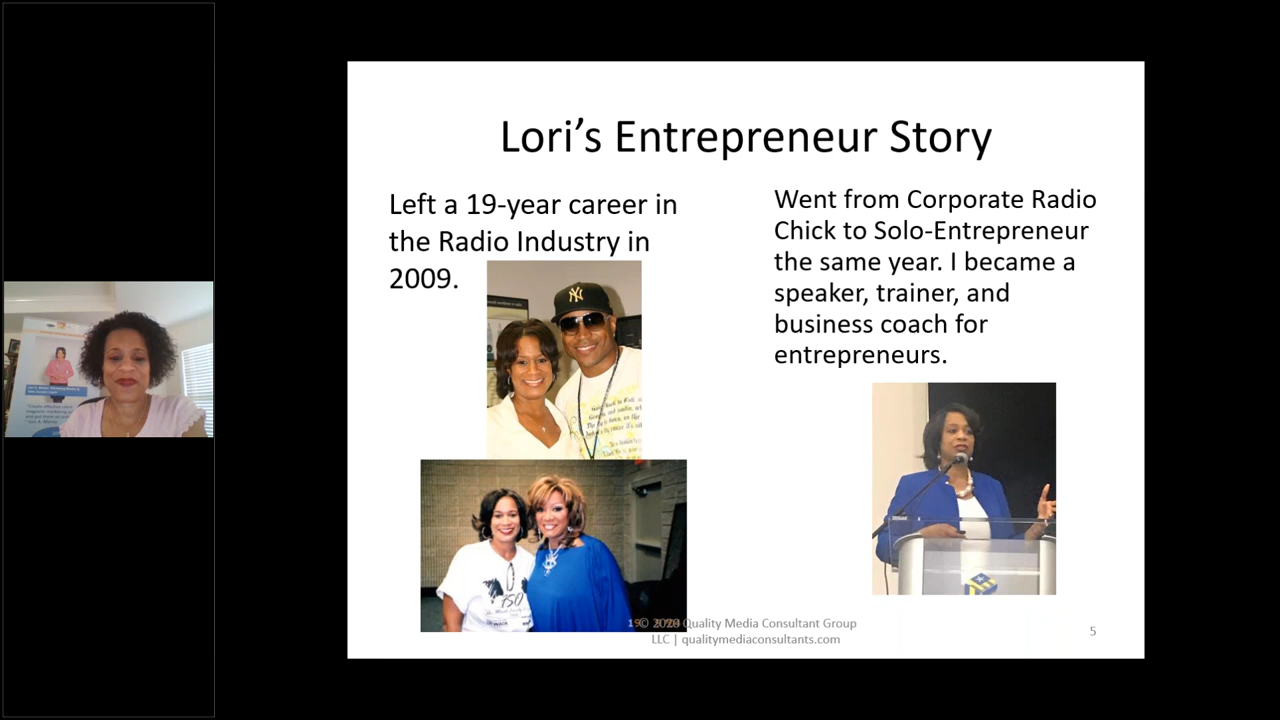 Lori's Entrepreneur Story
Left a 19-year career in
the Radio Industry in
2009.
Went from Corporate Radio
Chick to Solo-Entrepreneur
the same year. I became a
speaker, trainer, and
business coach for
entrepreneurs.
NY
750
© Quality Media Consultant Group
LLC | qualitymediaconsultants.com
5